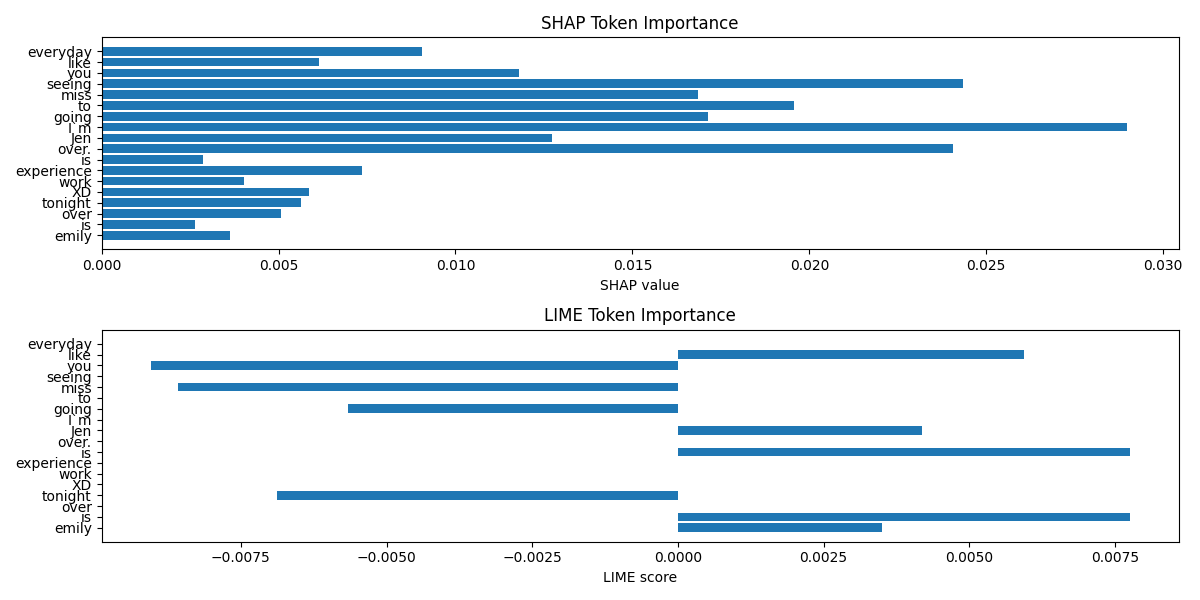 SHAP Token Importance
everyday
like
you
seeing
miss
to
going
I'm
Jen
over.
is
experience
work
XD
tonight
over
is
emily
0.000 0.005 0.010 0.015 0.020 0.025 0.030
SHAP value
LIME Token Importance
everyday
like
you
seeing
miss
to
going
I'm
Jen
over.
is
experience
work
XD
tonight
over
is
emily
−0.0075 −0.0050 −0.0025 0.0000 0.0025 0.0050 0.0075
LIME score